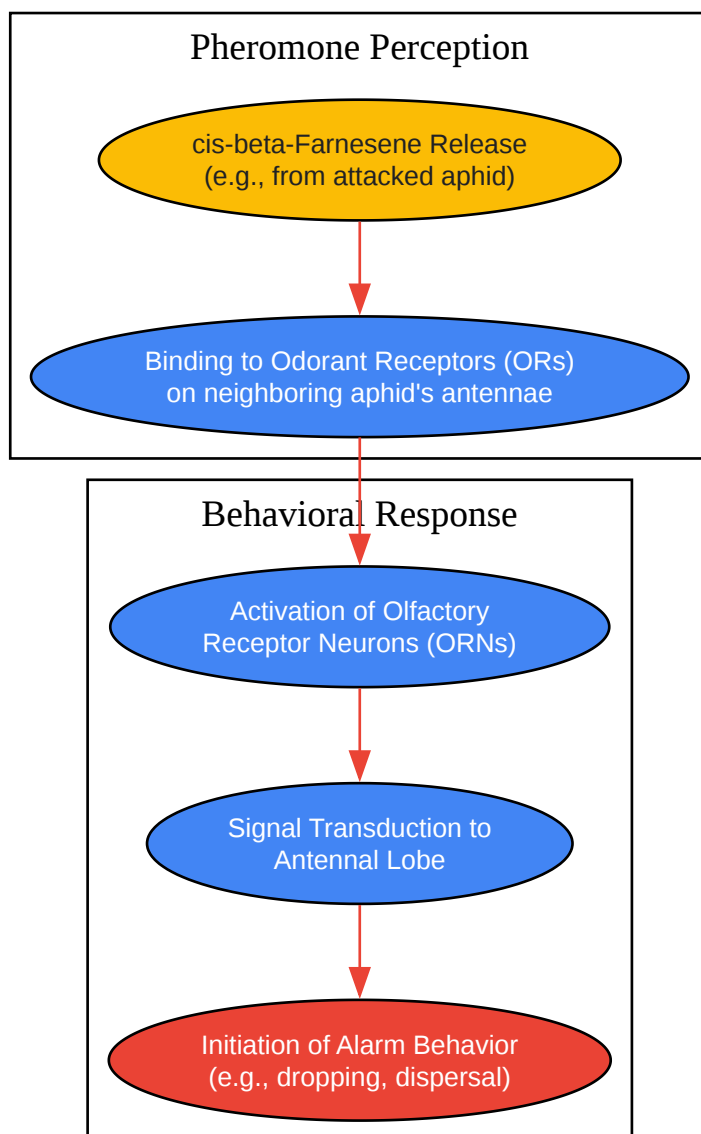 Pheromone Perception
cis-beta-Farnesene Release
(e.g., from attacked aphid)
Binding to Odorant Receptors (ORs)
on neighboring aphid's antennae
Behavioral Response
Activation of Olfactory
Receptor Neurons (ORNs)
Signal Transduction to
Antennal Lobe
Initiation of Alarm Behavior
(e.g., dropping, dispersal)